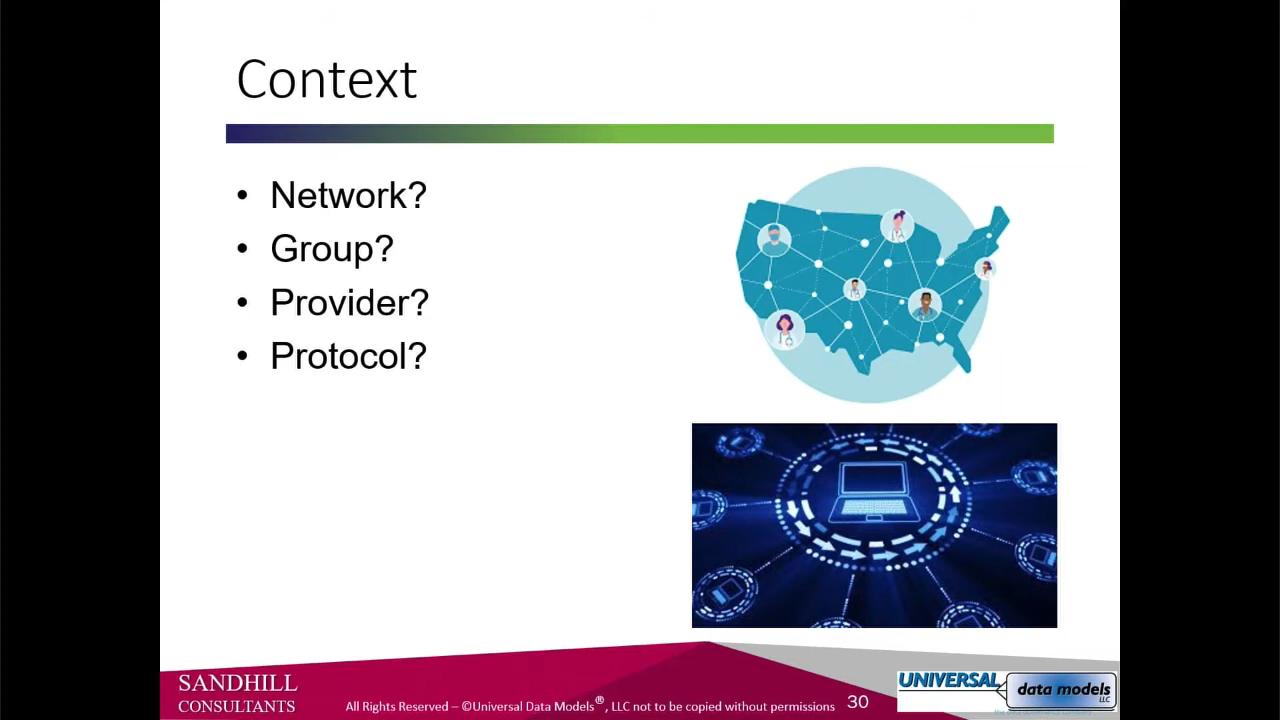 Context
• Network?
• Group?
• Provider?
• Protocol?
SANDHILL
CONSULTANTS
All Rights Reserved – ©Universal Data Models®, LLC not to be copied without permissions
30
UNIVERSAL
data models
LLC